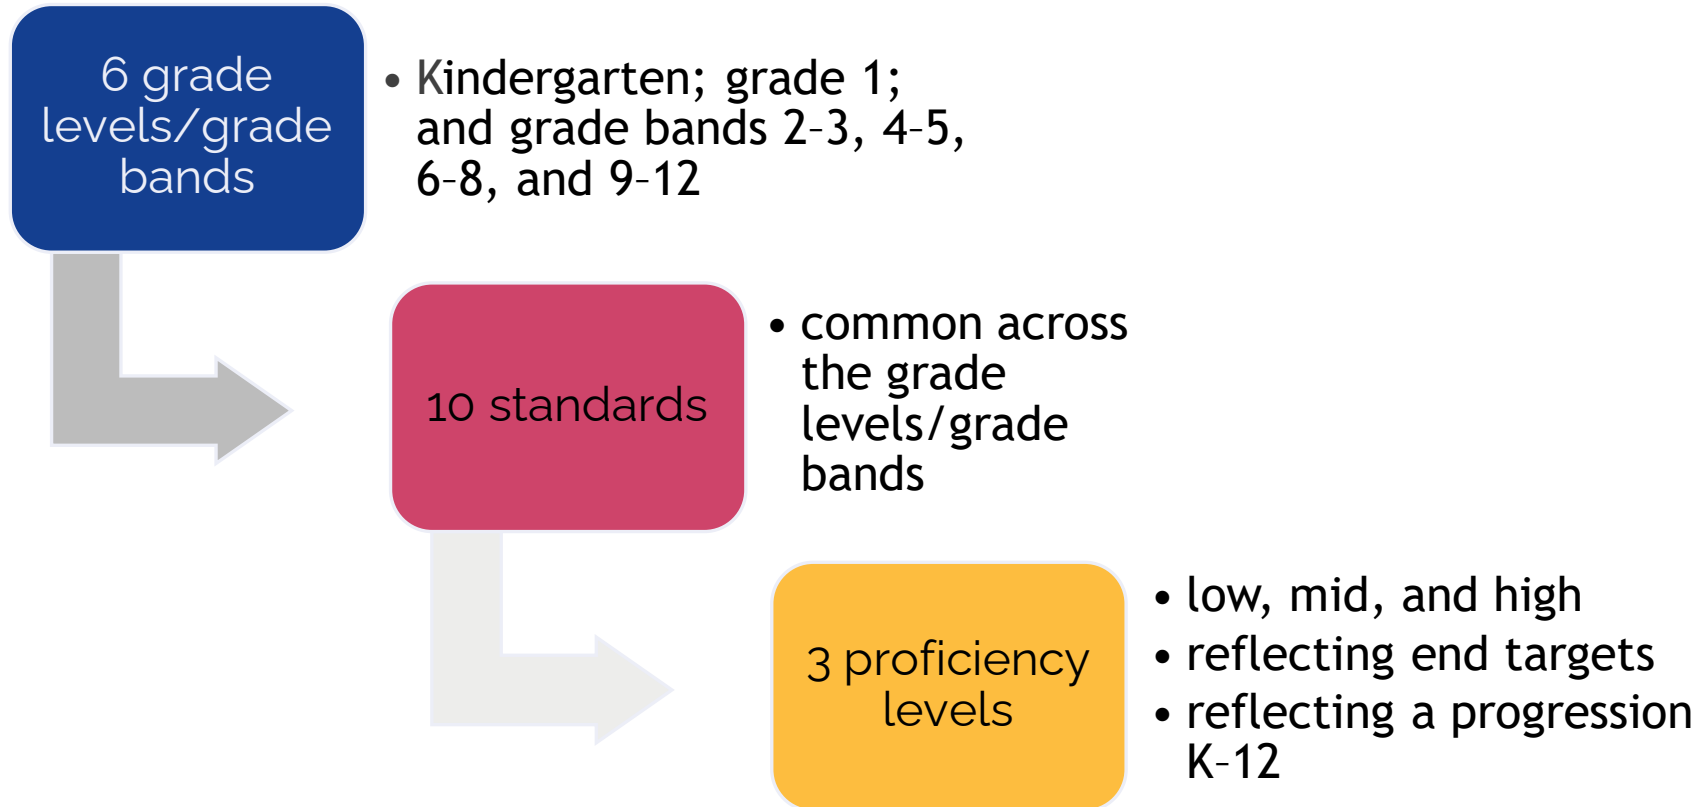 6 grade
levels/grade
bands
• Kindergarten; grade 1;
and grade bands 2–3, 4–5,
6–8, and 9–12
10 standards
• common across
the grade
levels/grade
bands
3 proficiency
levels
• low, mid, and high
• reflecting end targets
• reflecting a progression
K–12